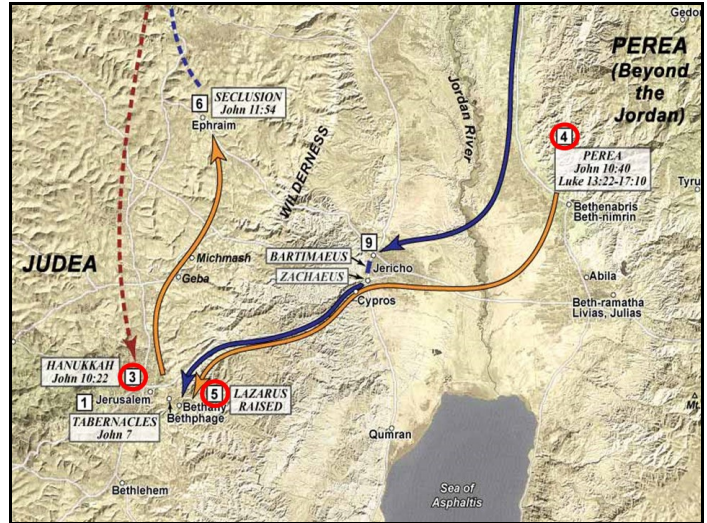 Gedo
PEREA
(Beyond
the
Jordan)
6
SEClUSION
John 11:54
Ephraim
Jordan River
4
PEREA
John 10:40
Luke 13:22-17:10
Tyru
WILDERNESS
Bethenabris
Beth-nimrin
9
BARTIMAEUS
Jericho
ZACHAEUS
Cypros
Michmash
Geba
JUDEA
Abila
Beth-ramatha
Livias, Julias
HANUKKAH
John 10:22
3
5
LAZARUS
RAISED
1
Jerusalem
Bethany
Bethphage
TABERNACLES
John 7
Mt.
Qumran
Bethlehem
Sea of
Asphaltis